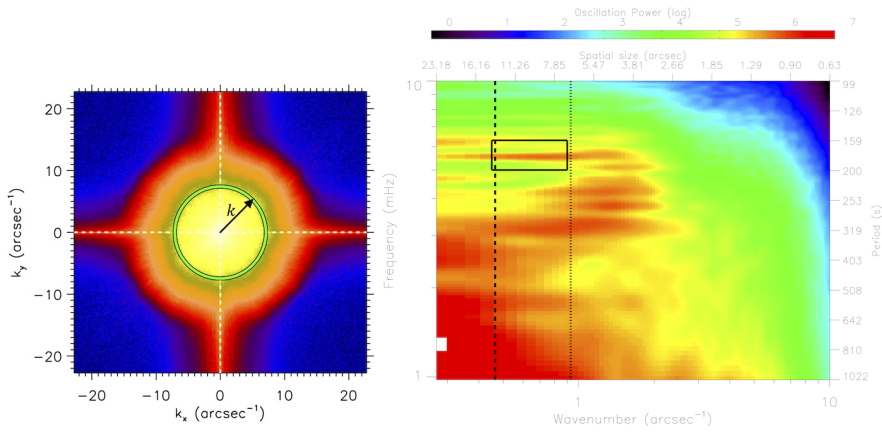 Oscillation Power (log)
0 1 2 3 4 5 6 7
Spatial size (arcsec)
23.18 16.16 11.26 7.85 5.47 3.81 2.66 1.85 1.29 0.90 0.63
20
10
0
−10
−20
k_y (arcsec⁻¹)
k
−20 −10 0 10 20
k_x (arcsec⁻¹)
10
1
Frequency (mHz)
99
126
159
200
253
319
403
508
642
810
1022
Period (s)
1 10
Wavenumber (arcsec⁻¹)